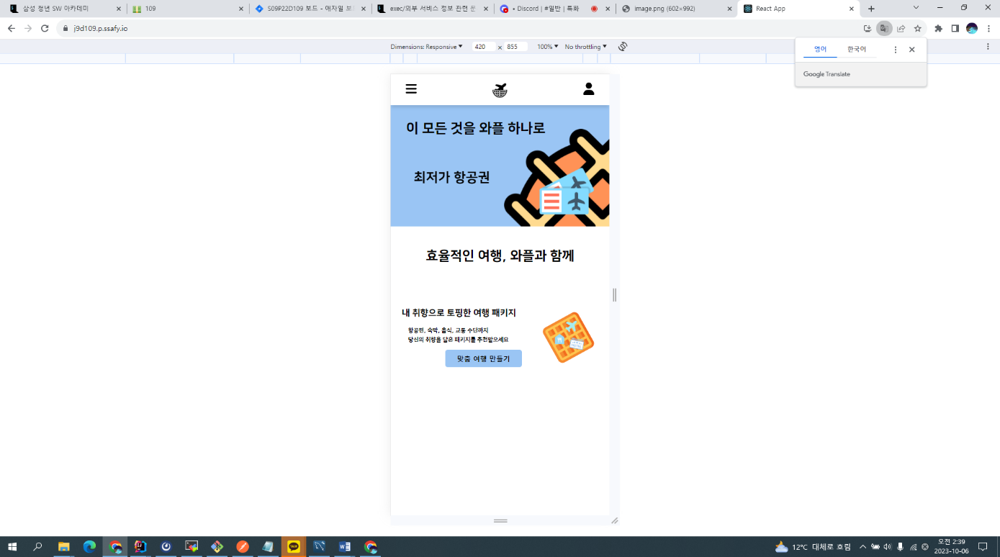 삼성 청년 SW 아카데미
109
S09P22D109 보드 - 애자일 보드
exec/외부 서비스 정보 관련 문
• Discord | #일반 | 특화
image.png (602×992)
React App
j9d109.p.ssafy.io
Dimensions: Responsive
420 × 855
100%
No throttling
영어
한국어
Google Translate
이 모든 것을 와플 하나로
최저가 항공권
효율적인 여행, 와플과 함께
내 취향으로 토핑한 여행 패키지
항공편, 숙박, 음식, 교통 수단까지
당신의 취향을 담은 패키지를 추천받으세요
맞춤 여행 만들기
TALK
12°C 대체로 흐림
오전 2:39
2023-10-06